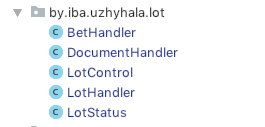 by.iba.uzhyhala.lot
C BetHandler
C DocumentHandler
C LotControl
C LotHandler
C LotStatus